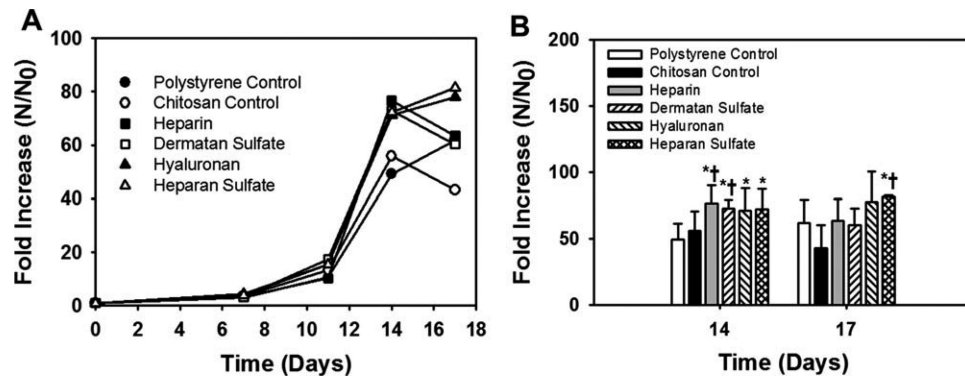 A
Fold Increase (N/N0)
100
80
60
40
20
0
Polystyrene Control
Chitosan Control
Heparin
Dermatan Sulfate
Hyaluronan
Heparan Sulfate
0 2 4 6 8 10 12 14 16 18
Time (Days)
B
Fold Increase (N/N0)
200
150
100
50
0
Polystyrene Control
Chitosan Control
Heparin
Dermatan Sulfate
Hyaluronan
Heparan Sulfate
*† *† * * *†
14 17
Time (Days)